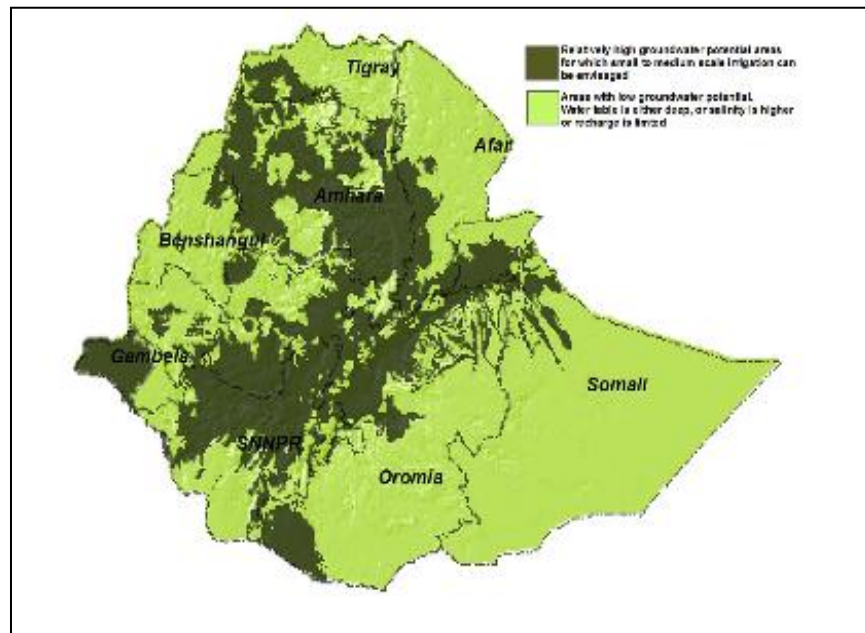 Relatively high groundwater potential areas
for which small to medium scale irrigation can
be envisaged
Areas with low groundwater potential.
Water table is either deep, or salinity is higher
or recharge is limited
Tigray
Afar
Amhara
Benshangul
Gambela
Somali
SNNPR
Oromia